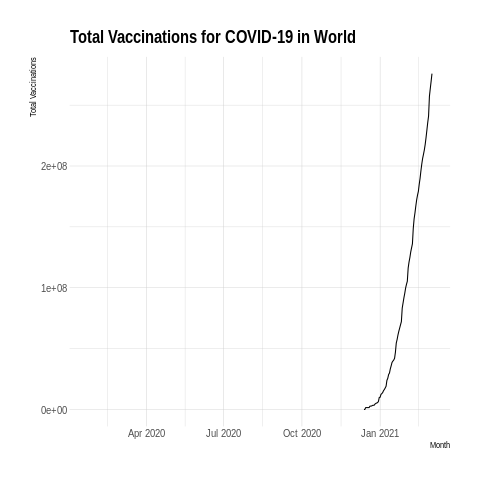 Total Vaccinations for COVID-19 in World
Total Vaccinations
2e+08
1e+08
0e+00
Apr 2020 Jul 2020 Oct 2020 Jan 2021
Month